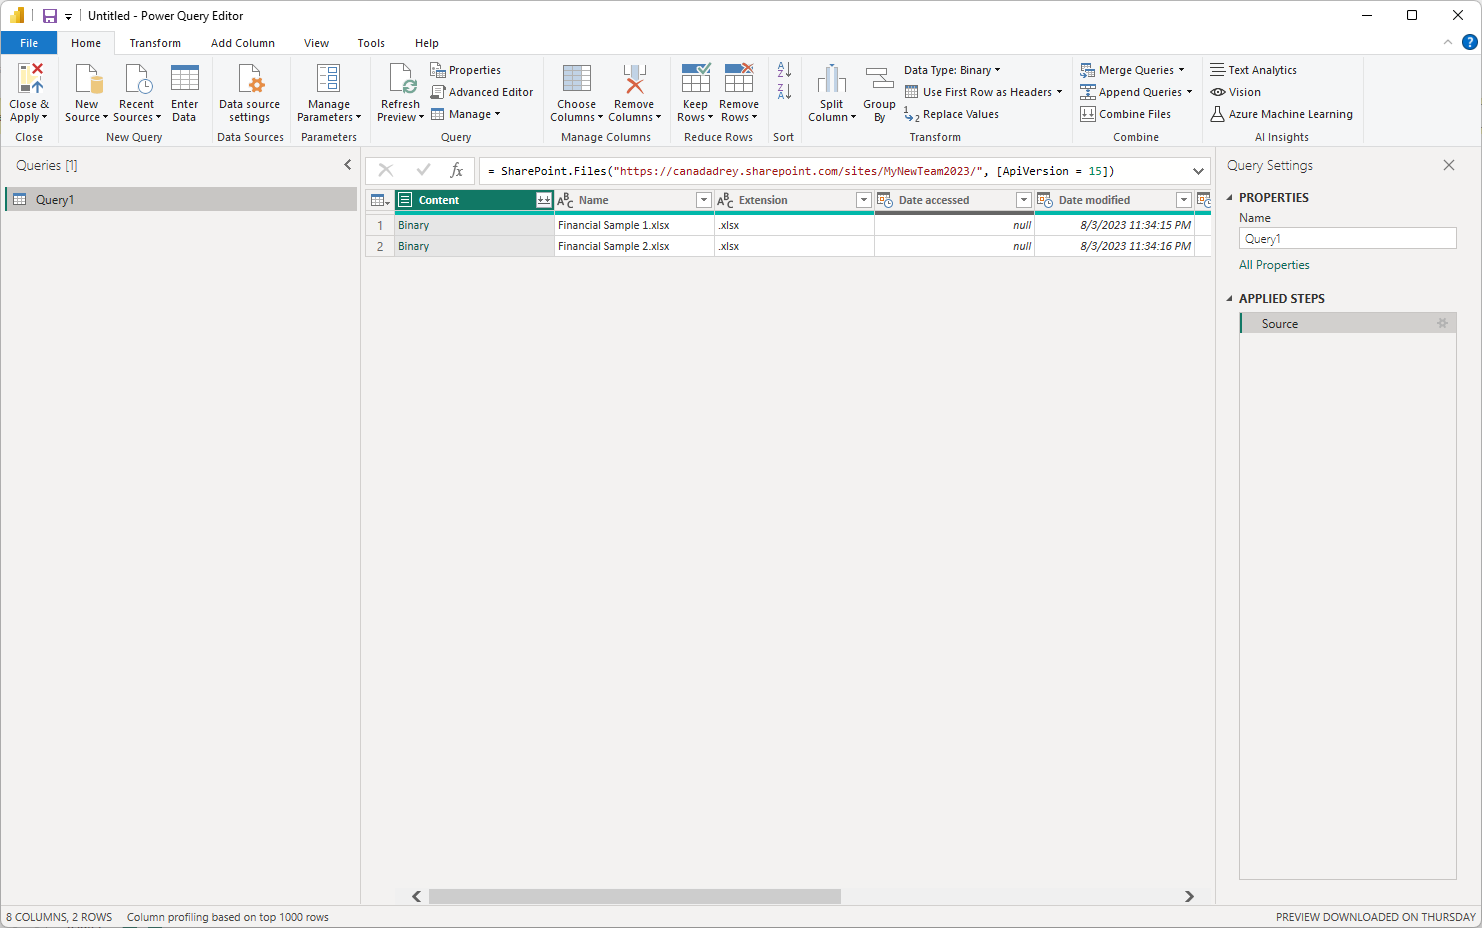 Untitled - Power Query Editor
File Home Transform Add Column View Tools Help
Close & Apply
Close
New Source
Recent Sources
Enter Data
New Query
Data source settings
Data Sources
Manage Parameters
Parameters
Refresh Preview
Properties
Advanced Editor
Manage
Query
Choose Columns
Remove Columns
Manage Columns
Keep Rows
Remove Rows
Reduce Rows
Sort
Split Column
Group By
Data Type: Binary
Use First Row as Headers
Replace Values
Transform
Merge Queries
Append Queries
Combine Files
Combine
Text Analytics
Vision
Azure Machine Learning
AI Insights
Queries [1]
Query1
= SharePoint.Files("https://canadadrey.sharepoint.com/sites/MyNewTeam2023/", [ApiVersion = 15])
Content Name Extension Date accessed Date modified
1 Binary Financial Sample 1.xlsx .xlsx null 8/3/2023 11:34:15 PM
2 Binary Financial Sample 2.xlsx .xlsx null 8/3/2023 11:34:16 PM
Query Settings
PROPERTIES
Name
Query1
All Properties
APPLIED STEPS
Source
8 COLUMNS, 2 ROWS Column profiling based on top 1000 rows
PREVIEW DOWNLOADED ON THURSDAY